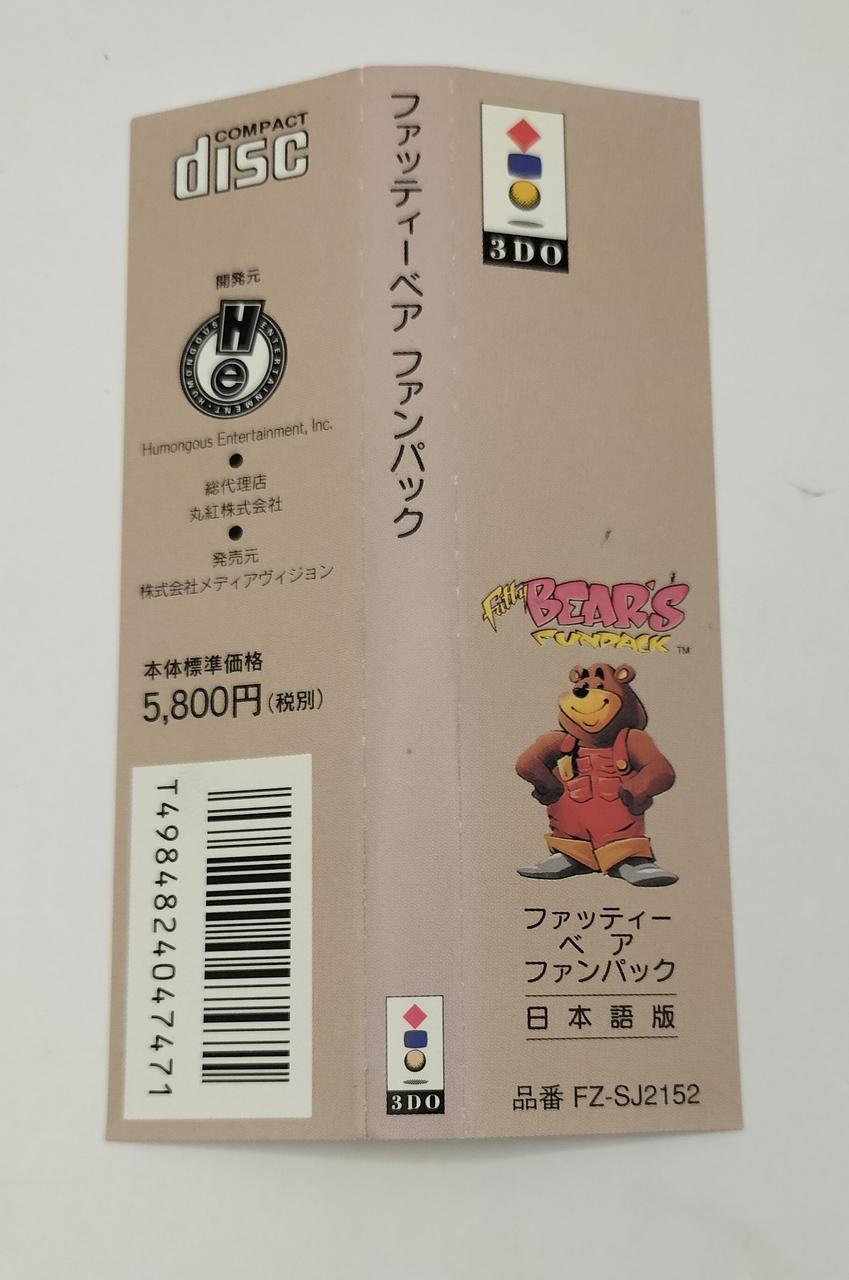 COMPACT
disc
開発元
H
e
HUMONGOUS ENTERTAINMENT
Humongous Entertainment, Inc.
●
総代理店
丸紅株式会社
●
発売元
株式会社メディアヴィジョン
本体標準価格
5,800円(税別)
T4984824047471
ファッティーベア ファンパック
3DO
3DO
Fatty
BEAR'S
FUNPACK TM
ファッティー
ベア
ファンパック
日本語版
品番 FZ-SJ2152